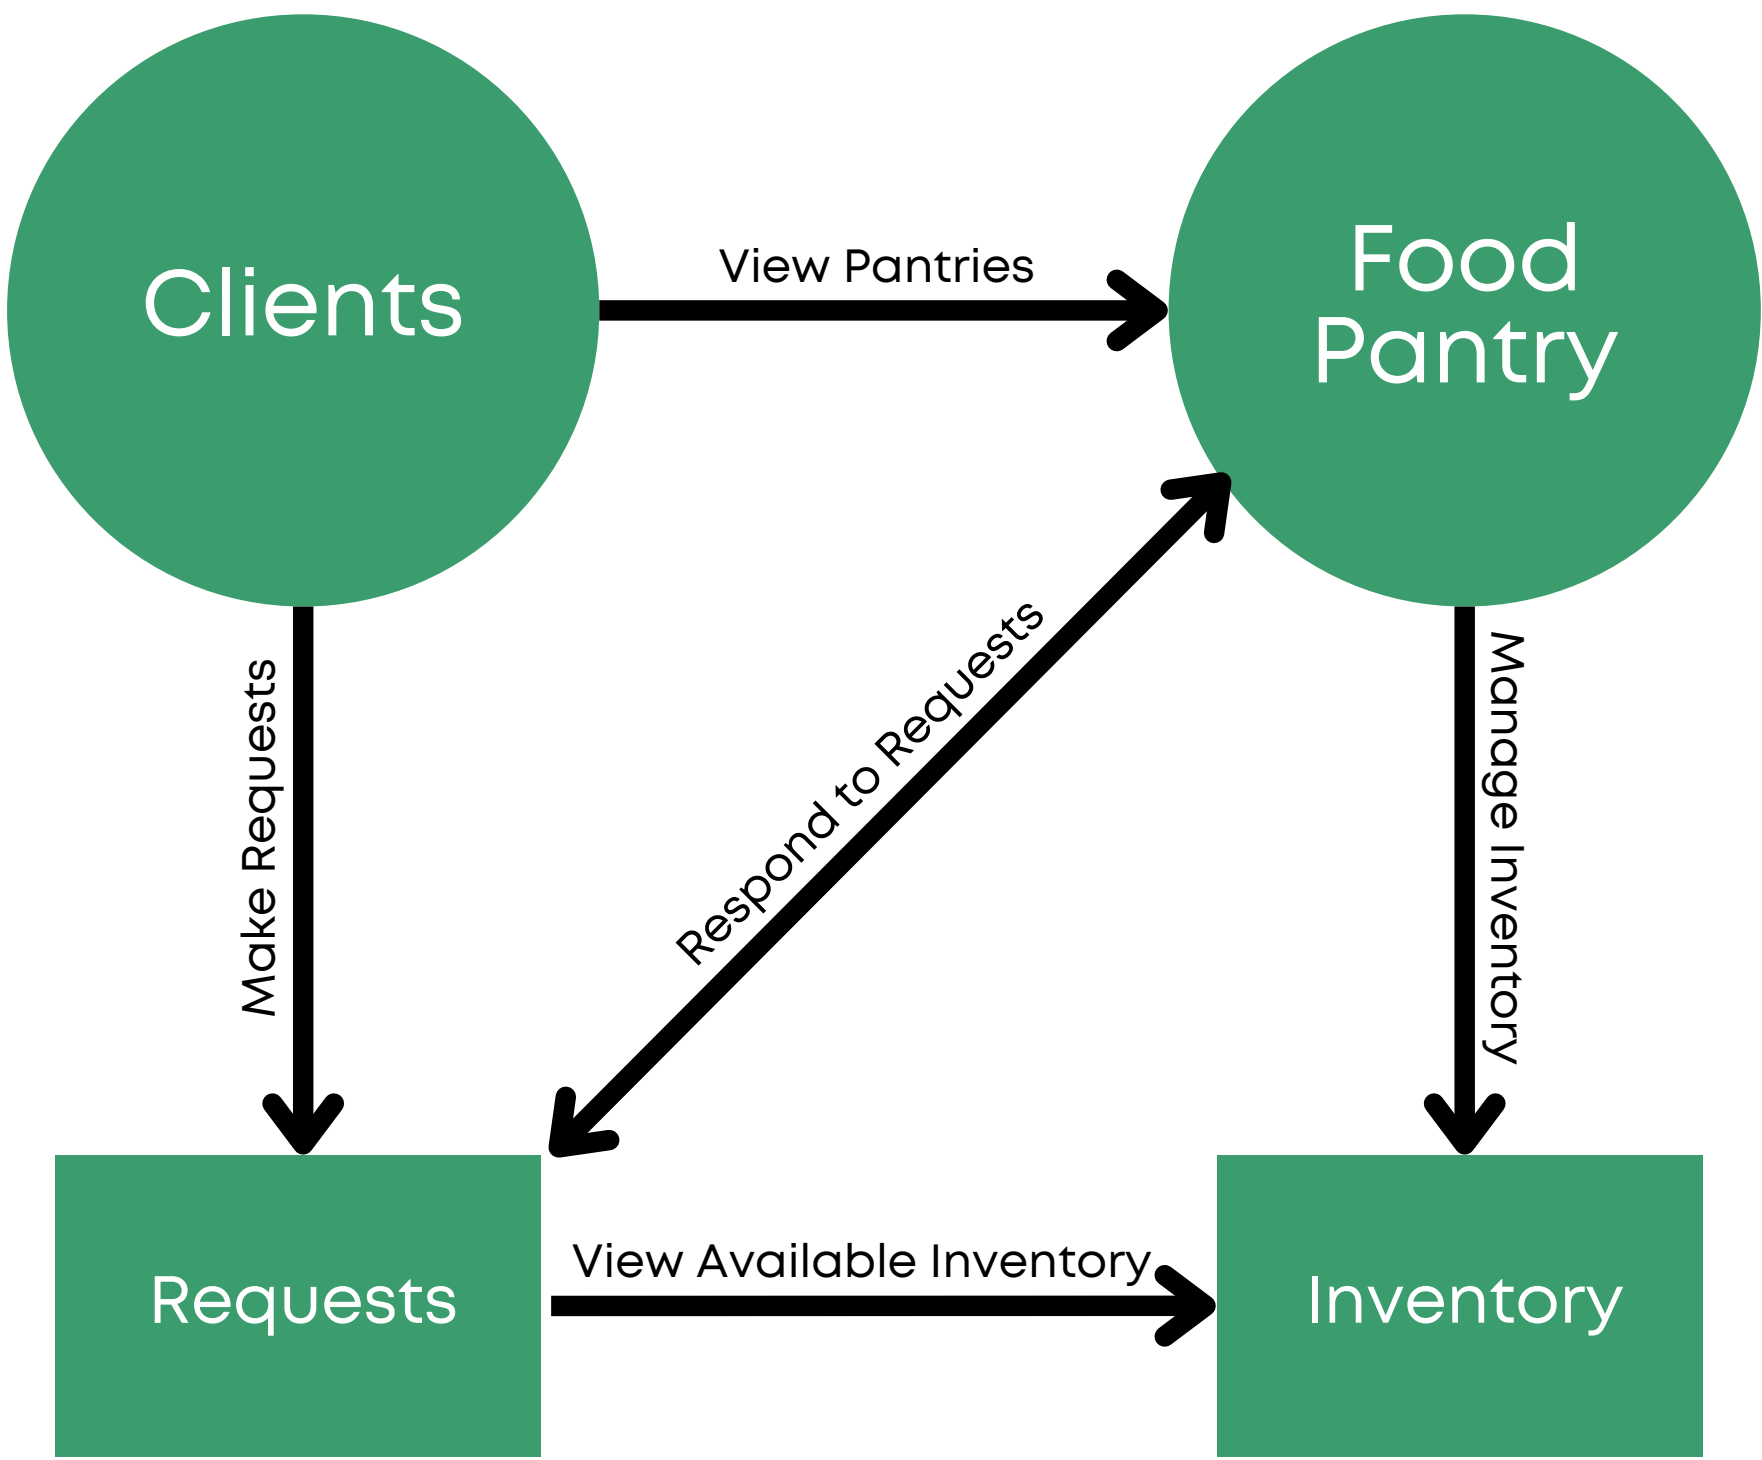 Clients
View Pantries
Food
Pantry
Make Requests
Respond to Requests
Manage Inventory
Requests
View Available Inventory
Inventory